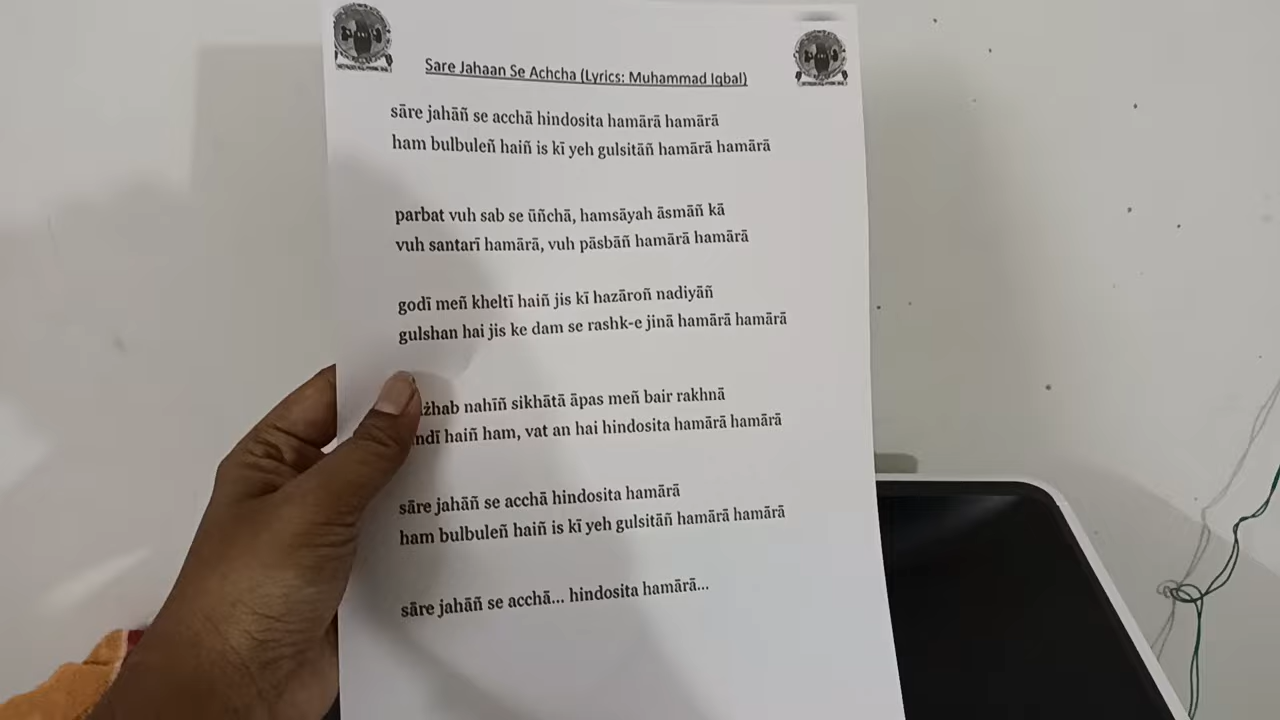 Sare Jahaan Se Achcha (Lyrics: Muhammad Iqbal)
sāre jahāñ se acchā hindosita hamārā hamārā
ham bulbuleñ haiñ is kī yeh gulsitāñ hamārā hamārā
parbat vuh sab se ūñchā, hamsāyah āsmāñ kā
vuh santarī hamārā, vuh pāsbāñ hamārā hamārā
godī meñ kheltī haiñ jis kī hazāroñ nadiyāñ
gulshan hai jis ke dam se rashk-e jinā hamārā hamārā
nahīñ sikhātā āpas meñ bair rakhnā
haiñ ham, vat an hai hindosita hamārā hamārā
sāre jahāñ se acchā hindosita hamārā
ham bulbuleñ haiñ is kī yeh gulsitāñ hamārā hamārā
sāre jahāñ se acchā... hindosita hamārā...